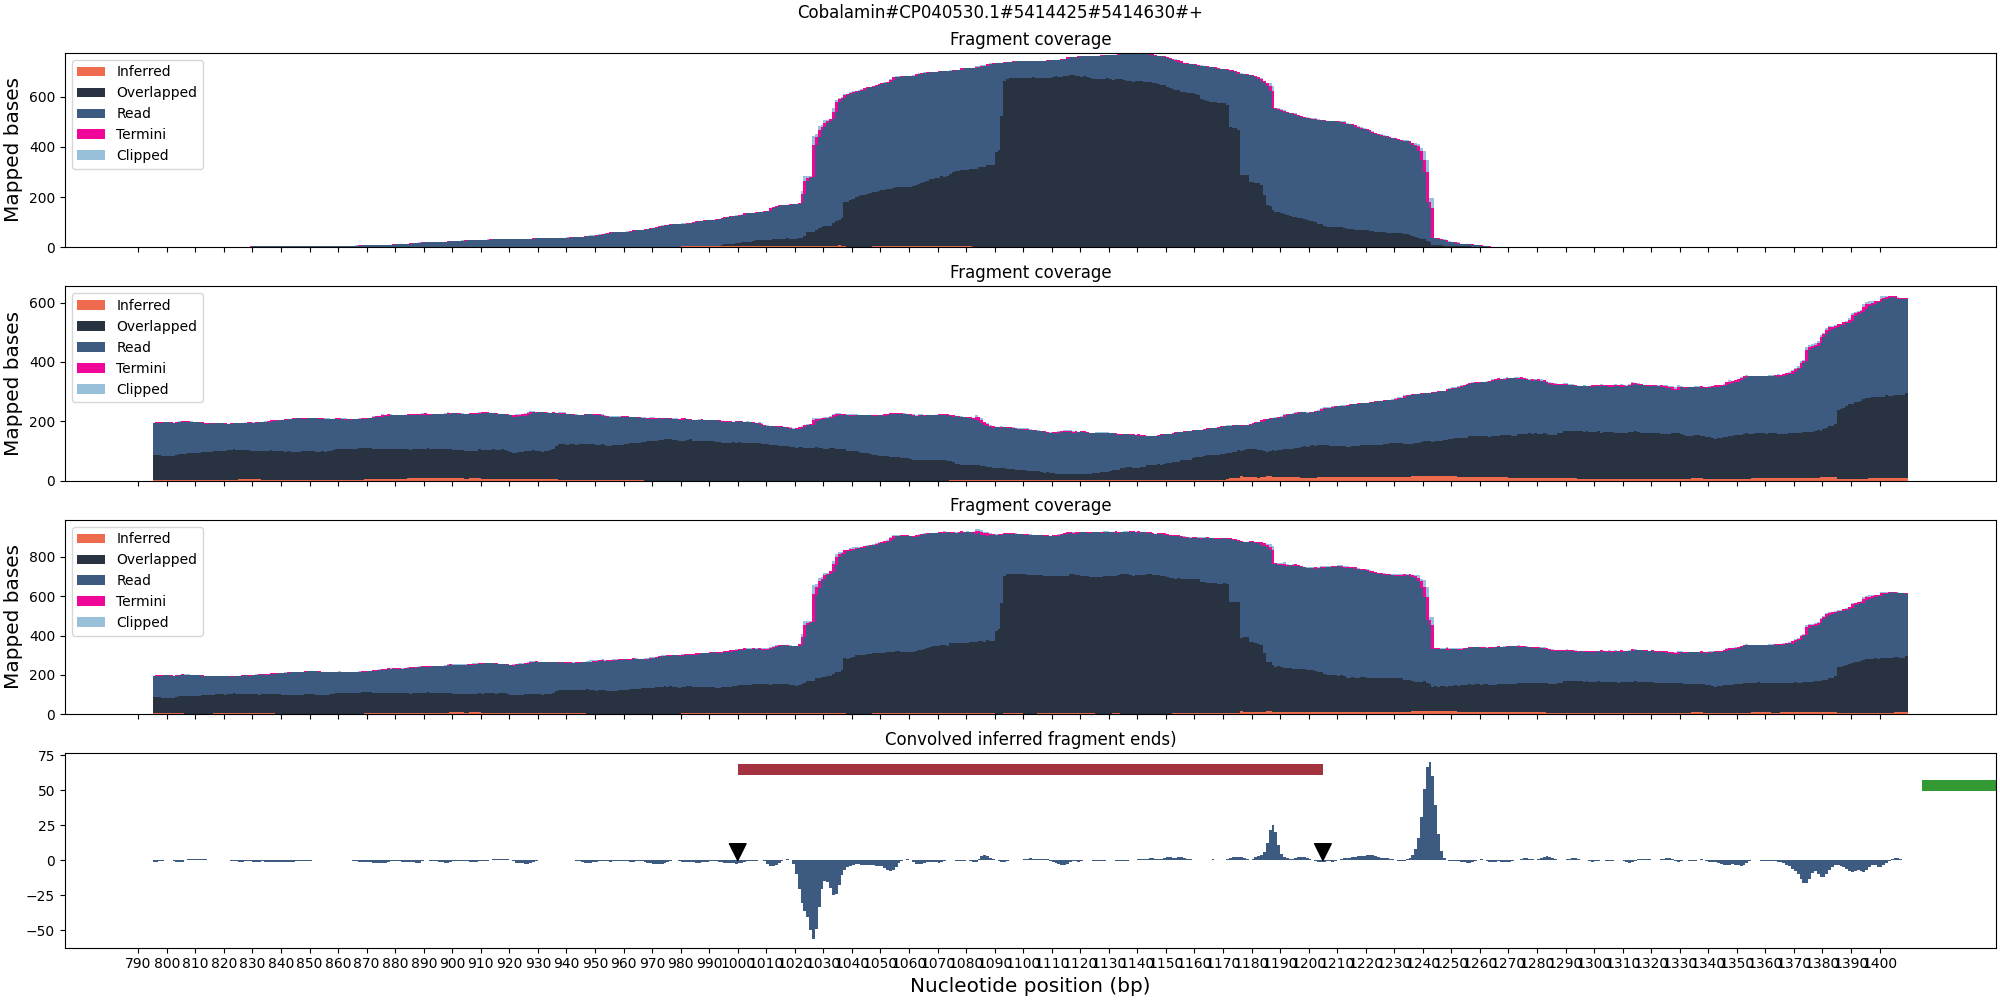 Cobalamin#CP040530.1#5414425#5414630#+
Fragment coverage
Mapped bases
600
400
200
0
Inferred
Overlapped
Read
Termini
Clipped
Fragment coverage
Mapped bases
600
400
200
0
Inferred
Overlapped
Read
Termini
Clipped
Fragment coverage
Mapped bases
800
600
400
200
0
Inferred
Overlapped
Read
Termini
Clipped
Convolved inferred fragment ends)
75
50
25
0
−25
−50
790 800 810 820 830 840 850 860 870 880 890 900 910 920 930 940 950 960 970 980 990 1000 1010 1020 1030 1040 1050 1060 1070 1080 1090 1100 1110 1120 1130 1140 1150 1160 1170 1180 1190 1200 1210 1220 1230 1240 1250 1260 1270 1280 1290 1300 1310 1320 1330 1340 1350 1360 1370 1380 1390 1400
Nucleotide position (bp)